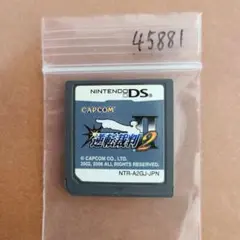 45881
NINTENDO DS
CAPCOM
逆転裁判2
© CAPCOM CO., LTD.
2002, 2006 ALL RIGHTS RESERVED.
NTR-A2GJ-JPN